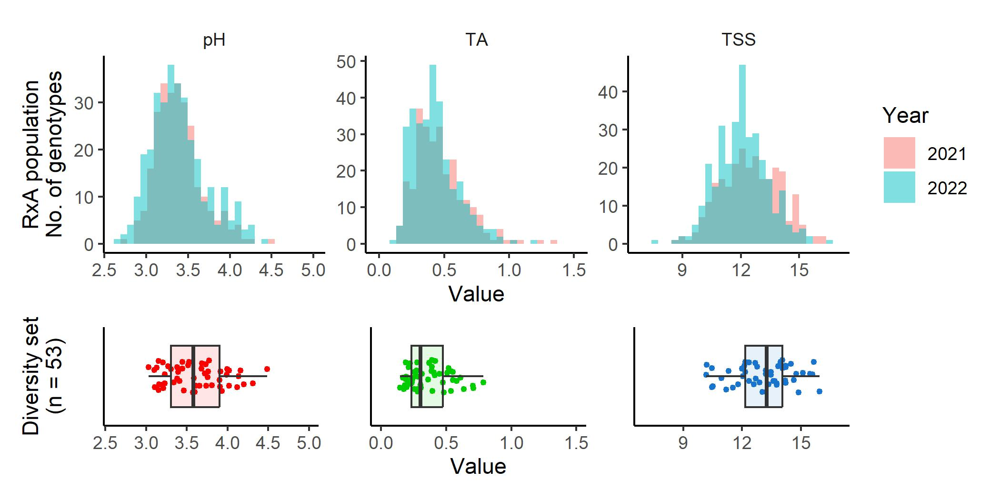 pH
TA
TSS
RxA population
No. of genotypes
30
20
10
0
50
40
30
20
10
0
40
30
20
10
0
2.5 3.0 3.5 4.0 4.5 5.0
0.0 0.5 1.0 1.5
9 12 15
Value
Year
2021
2022
Diversity set
(n = 53)
2.5 3.0 3.5 4.0 4.5 5.0
0.0 0.5 1.0 1.5
9 12 15
Value